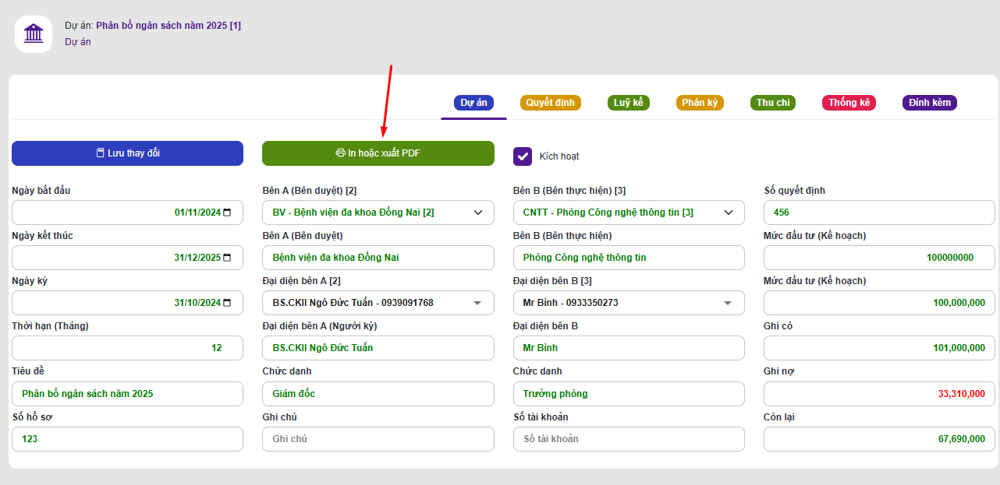 Dự án: Phân bổ ngân sách năm 2025 [1]
Dự án
Dự án Quyết định Luỹ kế Phân kỳ Thu chi Thống kê Đính kèm
Lưu thay đổi In hoặc xuất PDF Kích hoạt
Ngày bắt đầu Bên A (Bên duyệt) [2] Bên B (Bên thực hiện) [3] Số quyết định
01/11/2024 BV - Bệnh viện đa khoa Đồng Nai [2] CNTT - Phòng Công nghệ thông tin [3] 456
Ngày kết thúc Bên A (Bên duyệt) Bên B (Bên thực hiện) Mức đầu tư (Kế hoạch)
31/12/2025 Bệnh viện đa khoa Đồng Nai Phòng Công nghệ thông tin 100000000
Ngày ký Đại diện bên A [2] Đại diện bên B [3] Mức đầu tư (Kế hoạch)
31/10/2024 BS.CKII Ngô Đức Tuấn - 0939091768 Mr Bình - 0933350273 100,000,000
Thời hạn (Tháng) Đại diện bên A (Người ký) Đại diện bên B Ghi có
12 BS.CKII Ngô Đức Tuấn Mr Bình 101,000,000
Tiêu đề Chức danh Chức danh Ghi nợ
Phân bổ ngân sách năm 2025 Giám đốc Trưởng phòng 33,310,000
Số hồ sơ Ghi chú Số tài khoản Còn lại
123 Ghi chú Số tài khoản 67,690,000